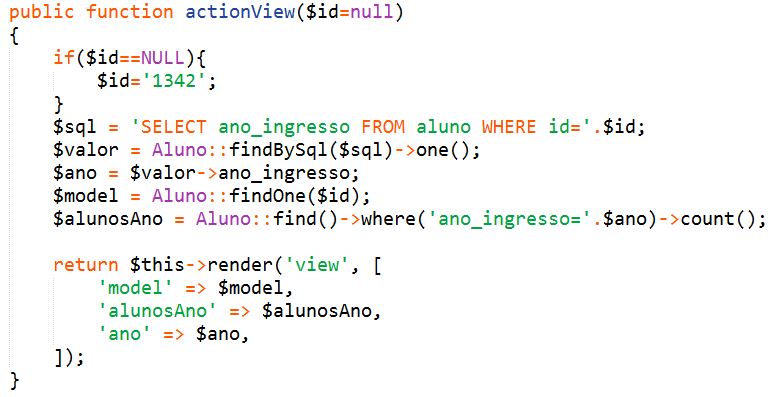 public function actionView($id=null)
{
    if($id==NULL){
        $id='1342';
    }
    $sql = 'SELECT ano_ingresso FROM aluno WHERE id='.$id;
    $valor = Aluno::findBySql($sql)->one();
    $ano = $valor->ano_ingresso;
    $model = Aluno::findOne($id);
    $alunosAno = Aluno::find()->where('ano_ingresso='.$ano)->count();

    return $this->render('view', [
        'model' => $model,
        'alunosAno' => $alunosAno,
        'ano' => $ano,
    ]);
}